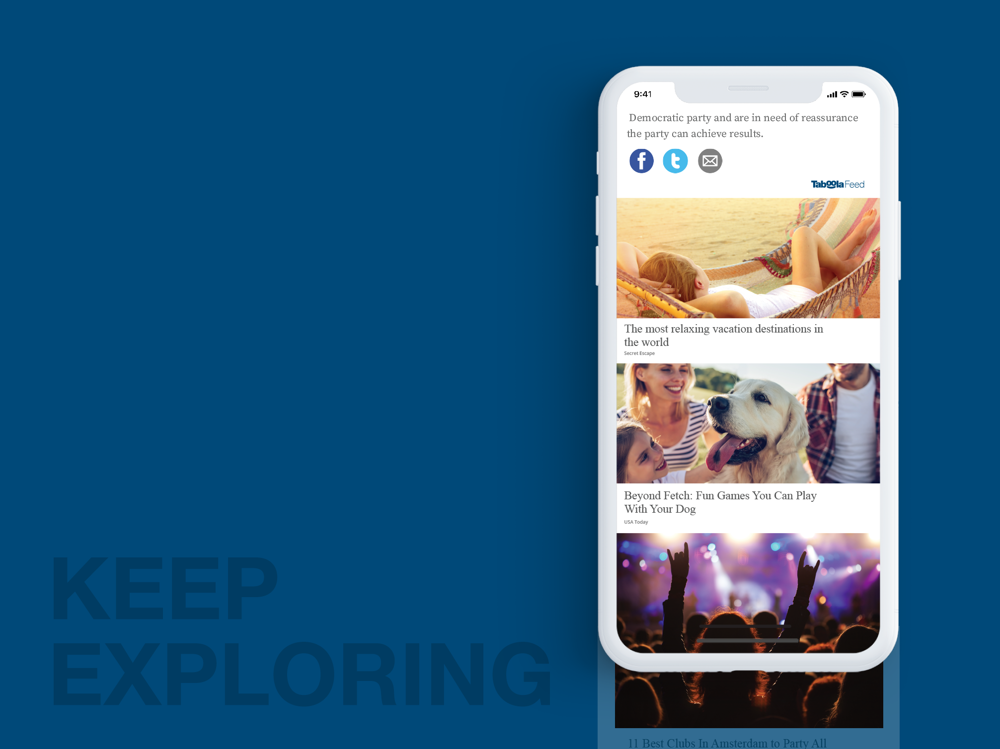 9:41
Democratic party and are in need of reassurance
the party can achieve results.
Taboola Feed
The most relaxing vacation destinations in
the world
Secret Escape
Beyond Fetch: Fun Games You Can Play
With Your Dog
USA Today
KEEP
EXPLORING
11 Best Clubs In Amsterdam to Party All